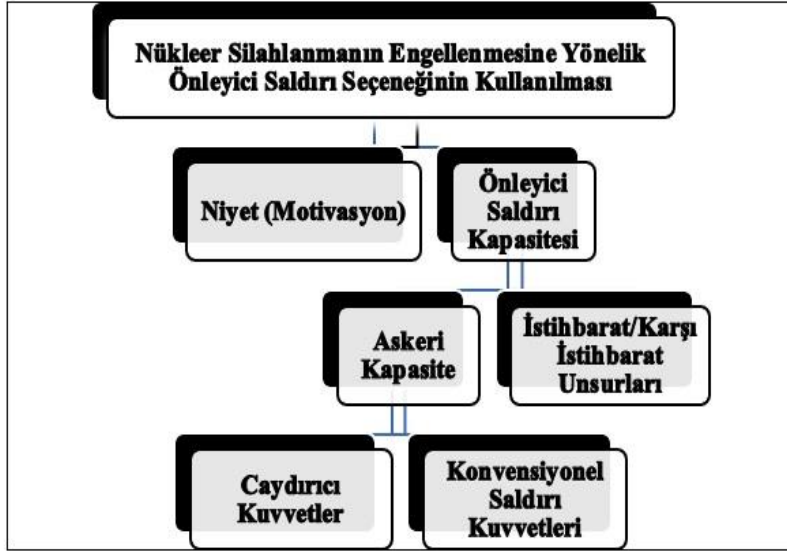 Nükleer Silahlanmanın Engellenmesine Yönelik
Önleyici Saldırı Seçeneğinin Kullanılması
Niyet (Motivasyon)
Önleyici
Saldırı
Kapasitesi
Askeri
Kapasite
İstihbarat/Karşı
İstihbarat
Unsurları
Caydırıcı
Kuvvetler
Konvensiyonel
Saldırı
Kuvvetleri